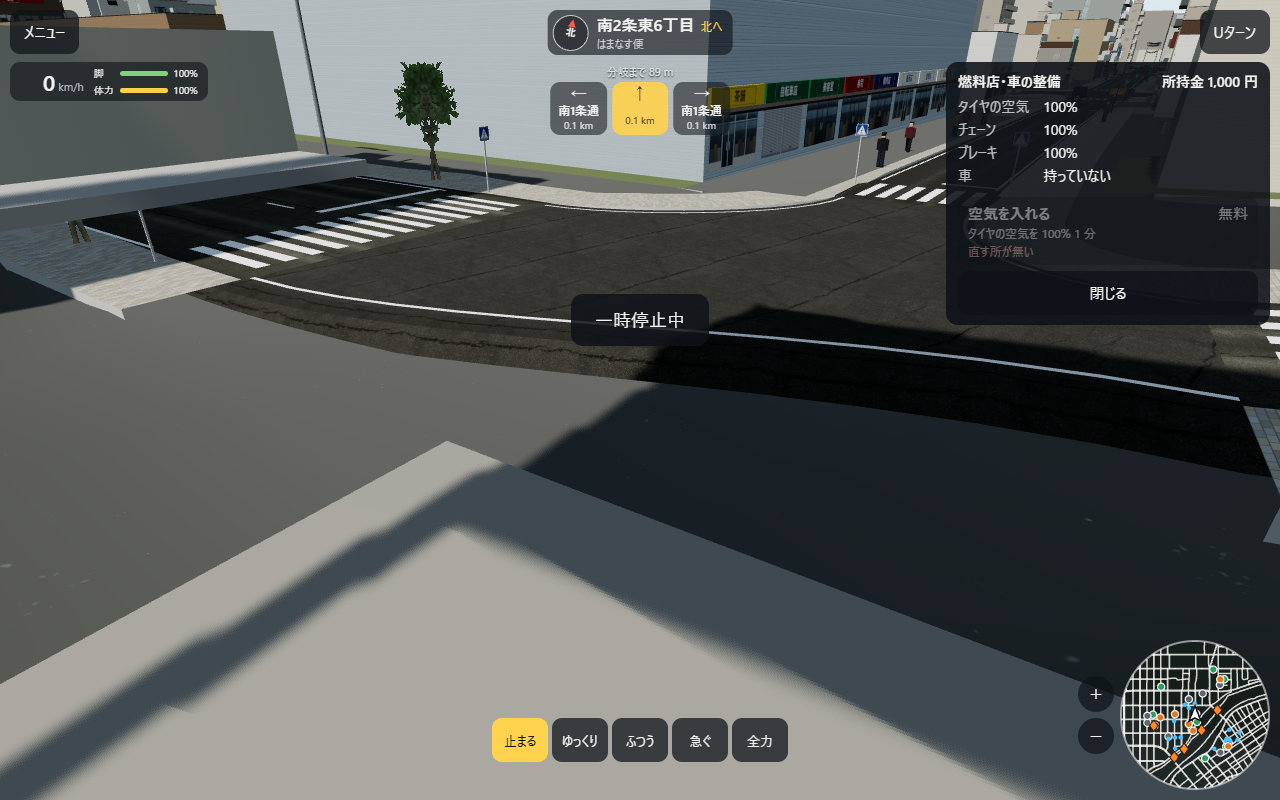 メニュー
0 km/h
脚 100%
体力 100%
北
南2条東6丁目 北へ
はまなす便
分岐まで 89 m
←
南1条通
0.1 km
↑
0.1 km
→
南1条通
0.1 km
Uターン
燃料店・車の整備 所持金 1,000 円
タイヤの空気 100%
チェーン 100%
ブレーキ 100%
車 持っていない
空気を入れる 無料
タイヤの空気を 100% 1 分
直す所が無い
閉じる
自転車店
一時停止中
止まる
ゆっくり
ふつう
急ぐ
全力
+
−